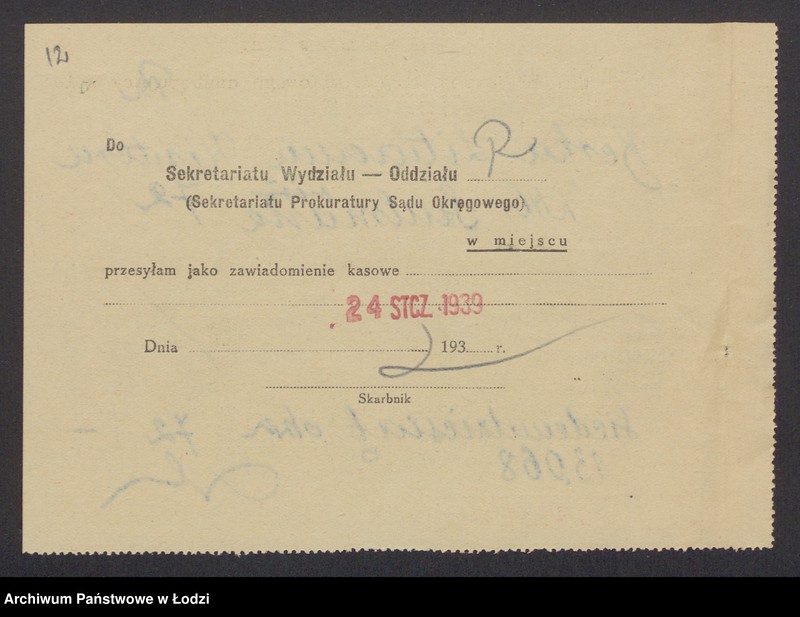 12
Do
Sekretariatu Wydziału — Oddziału R
(Sekretariatu Prokuratury Sądu Okręgowego)
w miejscu
przesyłam jako zawiadomienie kasowe
24 STCZ. 1939
Dnia 193 r.
Skarbnik
Archiwum Państwowe w Łodzi